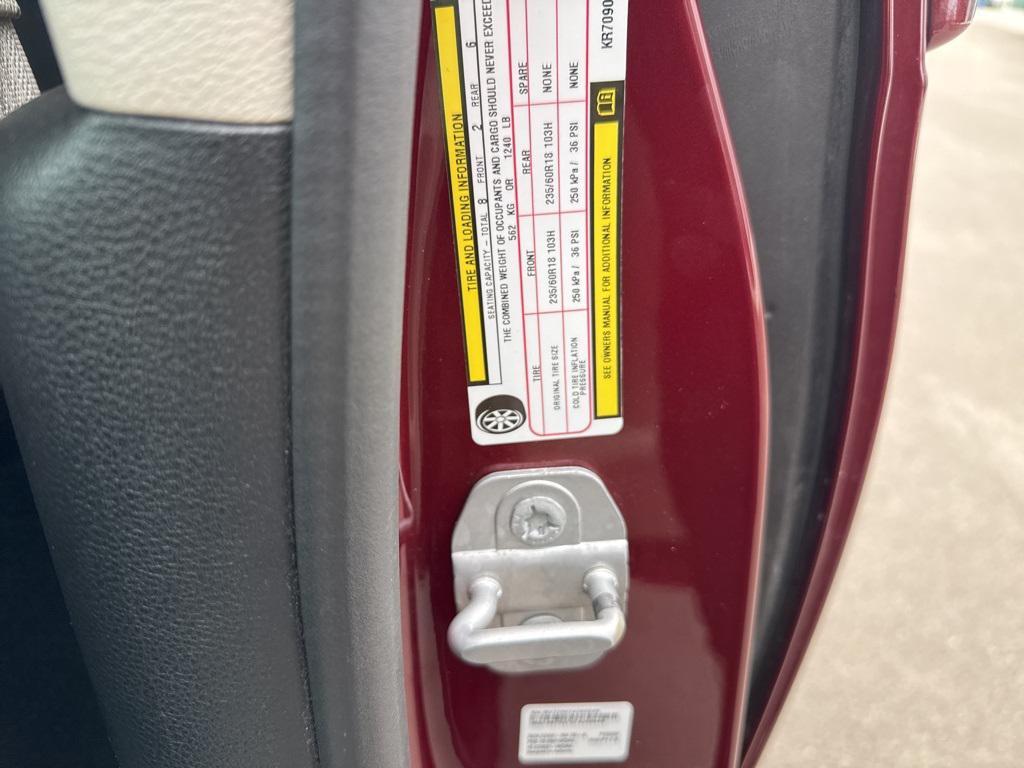 TIRE AND LOADING INFORMATION
SEATING CAPACITY – TOTAL 8 FRONT 2 REAR 6
THE COMBINED WEIGHT OF OCCUPANTS AND CARGO SHOULD NEVER EXCEED
562 KG OR 1240 LB
TIRE FRONT REAR SPARE
ORIGINAL TIRE SIZE 235/60R18 103H 235/60R18 103H NONE
COLD TIRE INFLATION PRESSURE 250 kPa / 36 PSI 250 kPa / 36 PSI NONE
SEE OWNERS MANUAL FOR ADDITIONAL INFORMATION
KR7090